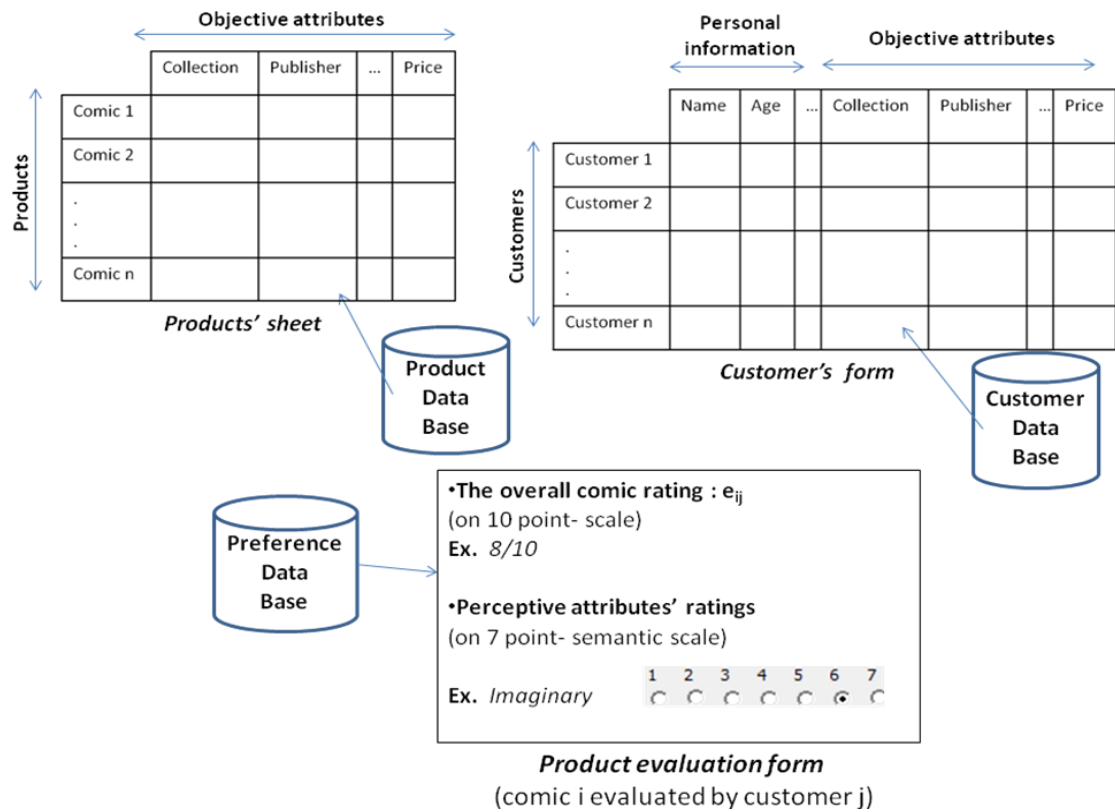 Objective attributes
Collection Publisher ... Price
Products
Comic 1
Comic 2
.
.
.
Comic n
Products' sheet
Product
Data
Base
Personal
information
Objective attributes
Name Age ... Collection Publisher ... Price
Customers
Customer 1
Customer 2
.
.
.
Customer n
Customer's form
Customer
Data
Base
Preference
Data
Base
•The overall comic rating : eij
(on 10 point- scale)
Ex. 8/10
•Perceptive attributes' ratings
(on 7 point- semantic scale)
1 2 3 4 5 6 7
Ex. Imaginary
Product evaluation form
(comic i evaluated by customer j)